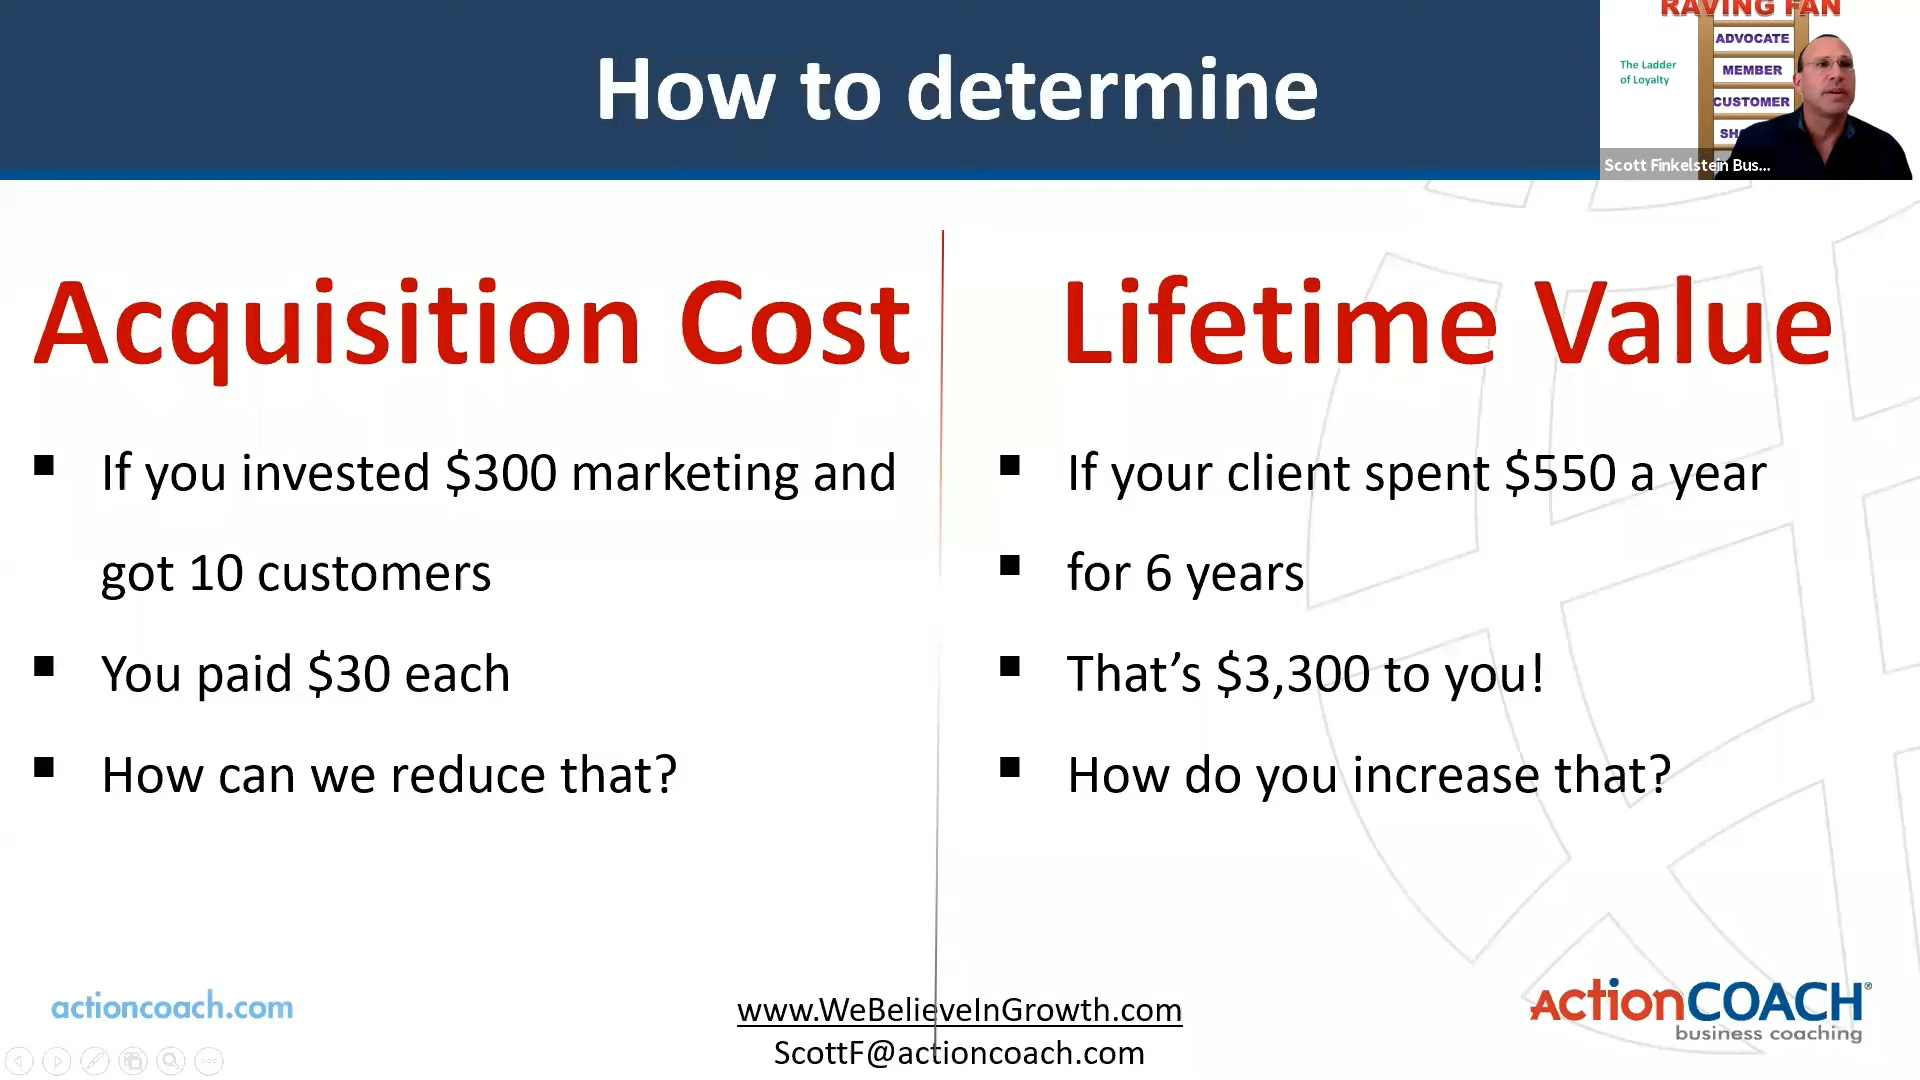 How to determine
RAVING FAN
ADVOCATE
The Ladder
of Loyalty
MEMBER
CUSTOMER
Scott Finkelstein Bus...
Acquisition Cost
▪ If you invested $300 marketing and
got 10 customers
▪ You paid $30 each
▪ How can we reduce that?
Lifetime Value
▪ If your client spent $550 a year
▪ for 6 years
▪ That’s $3,300 to you!
▪ How do you increase that?
actioncoach.com
www.WeBelieveInGrowth.com
ScottF@actioncoach.com
ActionCOACH®
business coaching